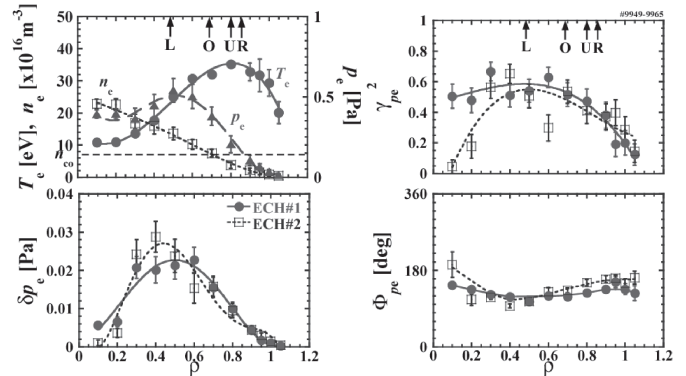 #9949-9965
L O U R
50
40
30
20
10
0
T_e [eV], n_e [x10^16 m^-3]
n_e
T_e
p_e
n_co
1
0.5
0
p_e [Pa]
L O U R
1
0.8
0.6
0.4
0.2
0
γ_pe^2
0.04
0.03
0.02
0.01
0
δp_e [Pa]
ECH#1
ECH#2
0 0.2 0.4 0.6 0.8 1 1.2
ρ
360
180
0
Φ_pe [deg]
0 0.2 0.4 0.6 0.8 1 1.2
ρ